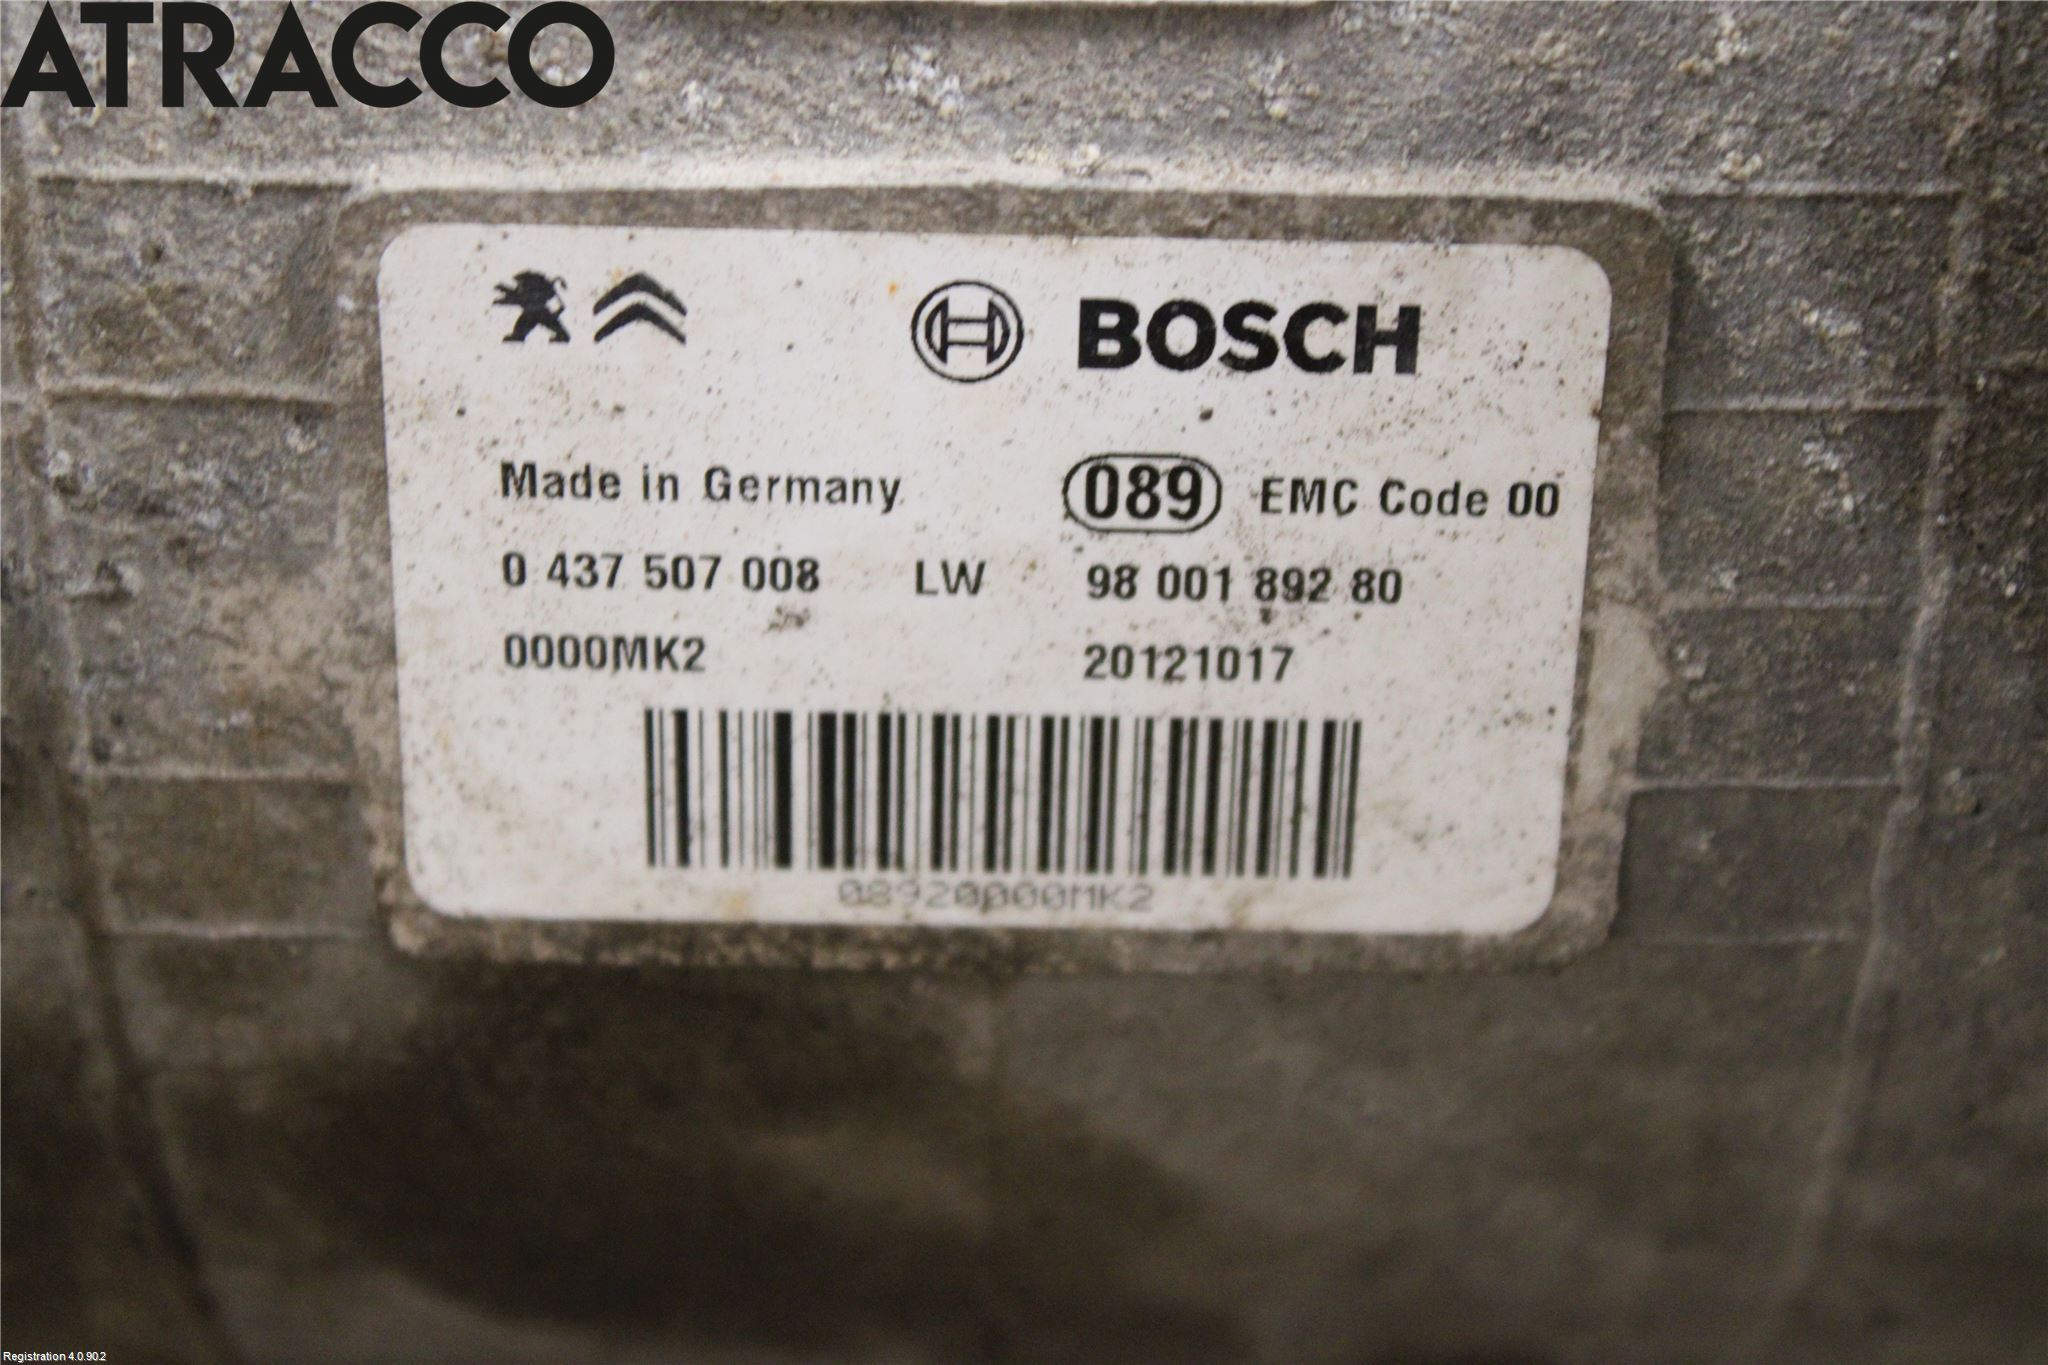 ATRACCO
BOSCH
Made in Germany 089 EMC Code 00
0 437 507 008 LW 98 001 892 80
0000MK2 20121017
08920000MK2
Registration 4.0.90.2